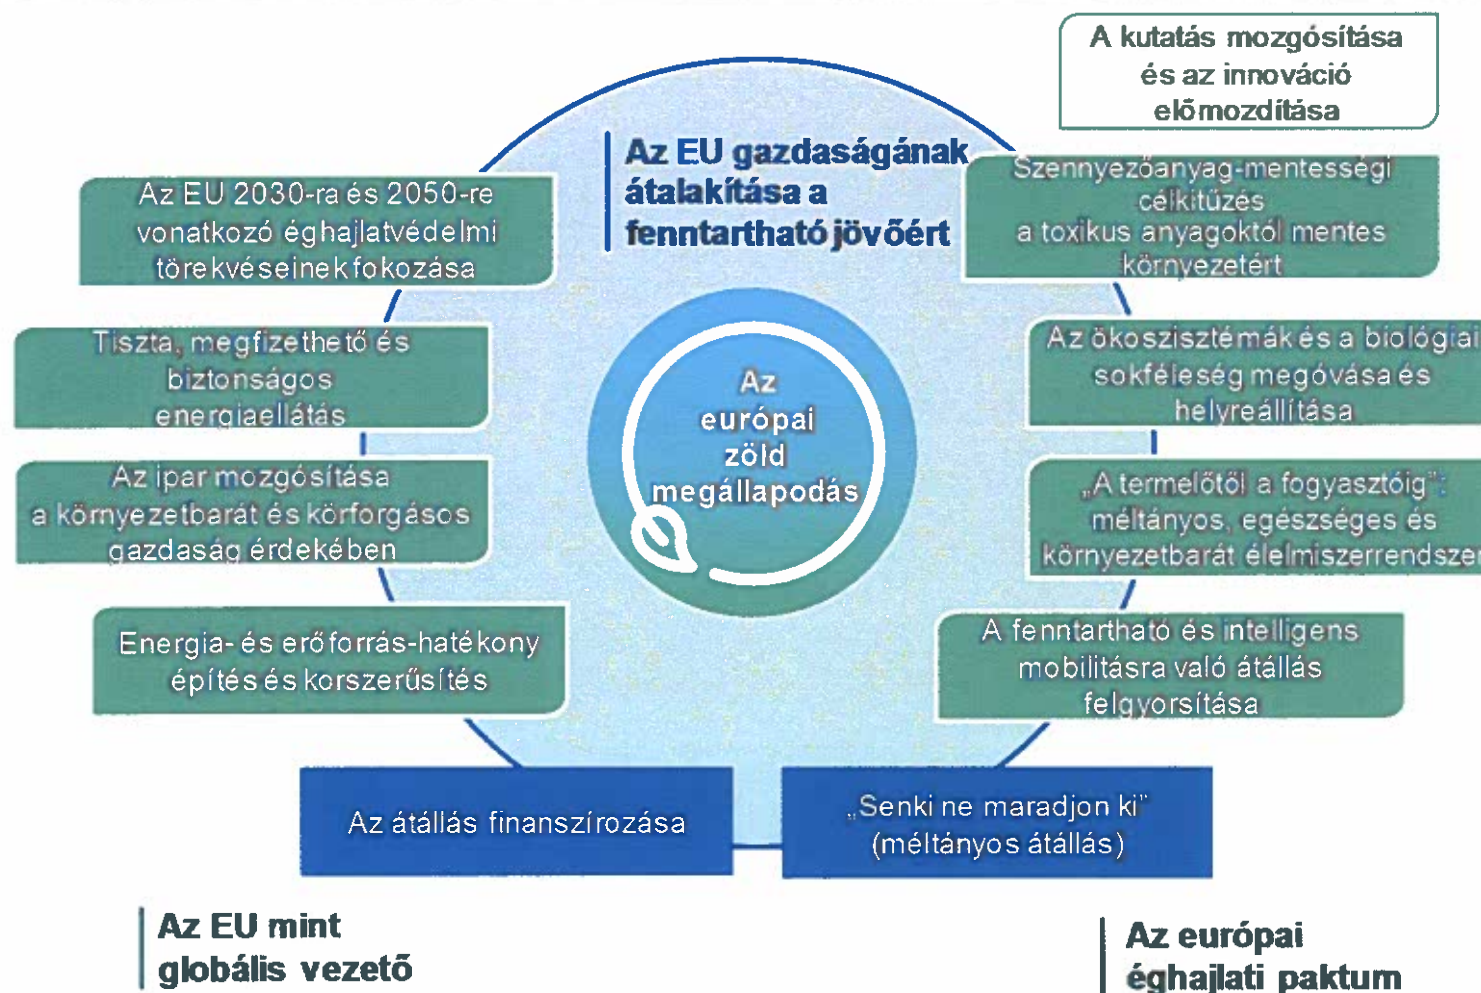 A kutatás mozgósítása
és az innováció
előmozdítása
Az EU gazdaságának
átalakítása a
fenntartható jövőért
Az EU 2030-ra és 2050-re
vonatkozó éghajlatvédelmi
törekvéseinek fokozása
Szennyezőanyag-mentességi
célkitűzés
a toxikus anyagoktól mentes
környezetért
Tiszta, megfizethető és
biztonságos
energiaellátás
Az ökoszisztémák és a biológiai
sokféleség megóvása és
helyreállítása
Az
európai
zöld
megállapodás
Az ipar mozgósítása
a környezetbarát és körforgásos
gazdaság érdekében
„A termelőtől a fogyasztóig”:
méltányos, egészséges és
környezetbarát élelmiszerrendszer
Energia- és erőforrás-hatékony
építés és korszerűsítés
A fenntartható és intelligens
mobilitásra való átállás
felgyorsítása
Az átállás finanszírozása
„Senki ne maradjon ki”
(méltányos átállás)
Az EU mint
globális vezető
Az európai
éghajlati paktum